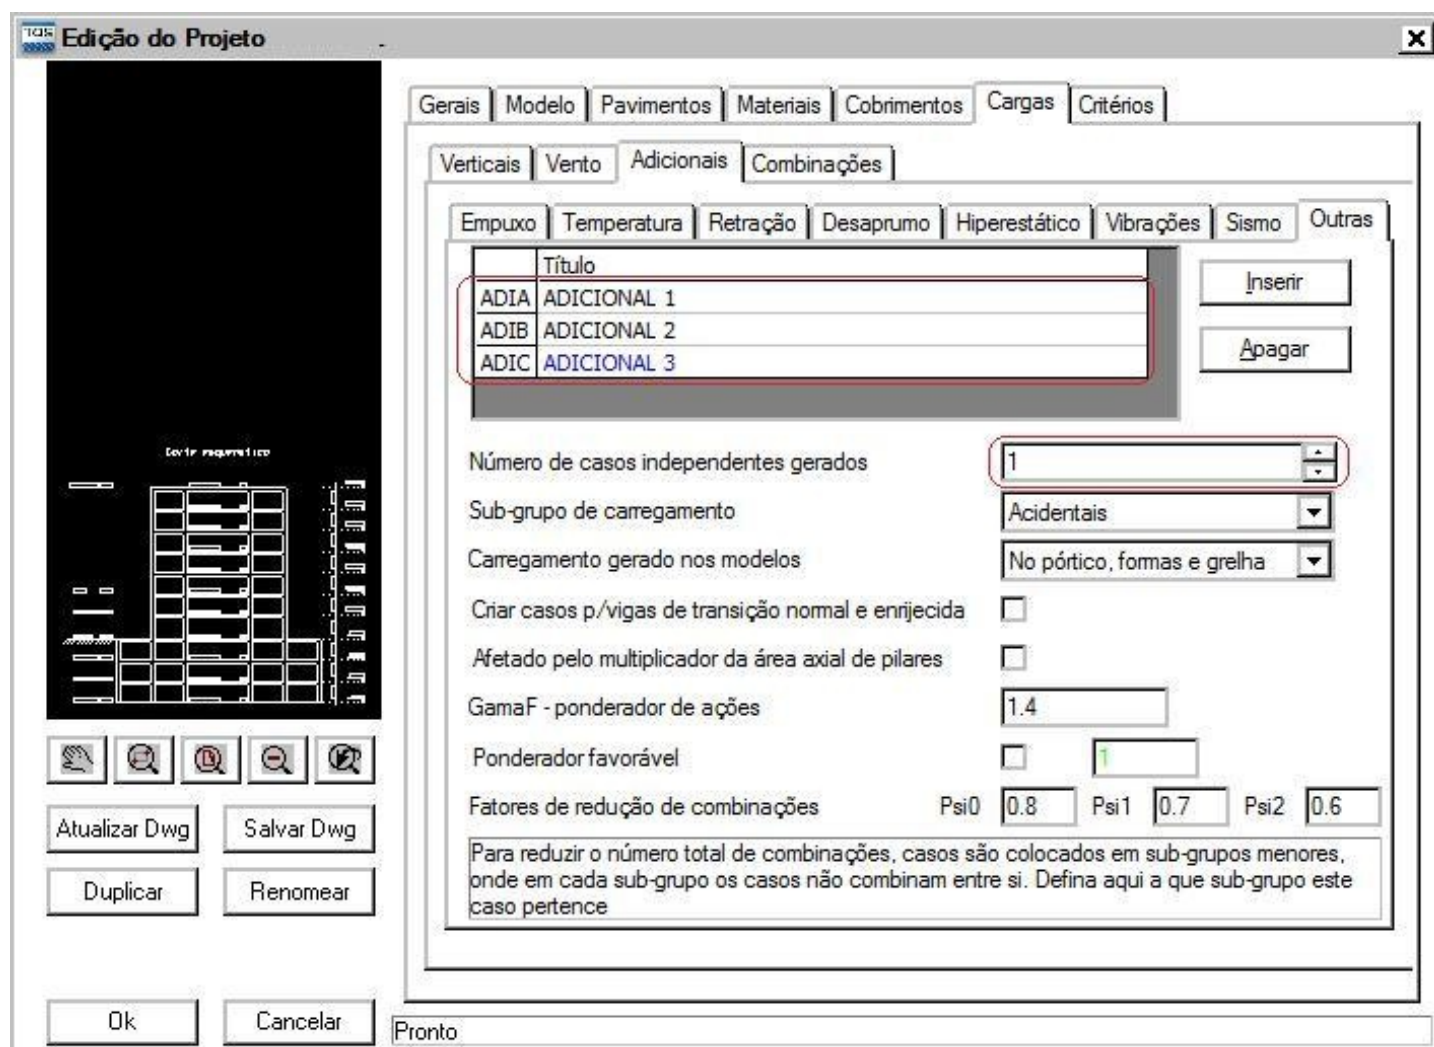 TQS Edição do Projeto -
Gerais Modelo Pavimentos Materiais Cobrimentos Cargas Critérios
Verticais Vento Adicionais Combinações
Empuxo Temperatura Retração Desaprumo Hiperestático Vibrações Sismo Outras
Título
ADIA ADICIONAL 1
ADIB ADICIONAL 2
ADIC ADICIONAL 3
Inserir
Apagar
Corte esquematico
Número de casos independentes gerados 1
Sub-grupo de carregamento Acidentais
Carregamento gerado nos modelos No pórtico, formas e grelha
Criar casos p/vigas de transição normal e enrijecida
Afetado pelo multiplicador da área axial de pilares
GamaF - ponderador de ações 1.4
Ponderador favorável 1
Fatores de redução de combinações Psi0 0.8 Psi1 0.7 Psi2 0.6
Para reduzir o número total de combinações, casos são colocados em sub-grupos menores,
onde em cada sub-grupo os casos não combinam entre si. Defina aqui a que sub-grupo este
caso pertence
Atualizar Dwg Salvar Dwg
Duplicar Renomear
Ok Cancelar
Pronto